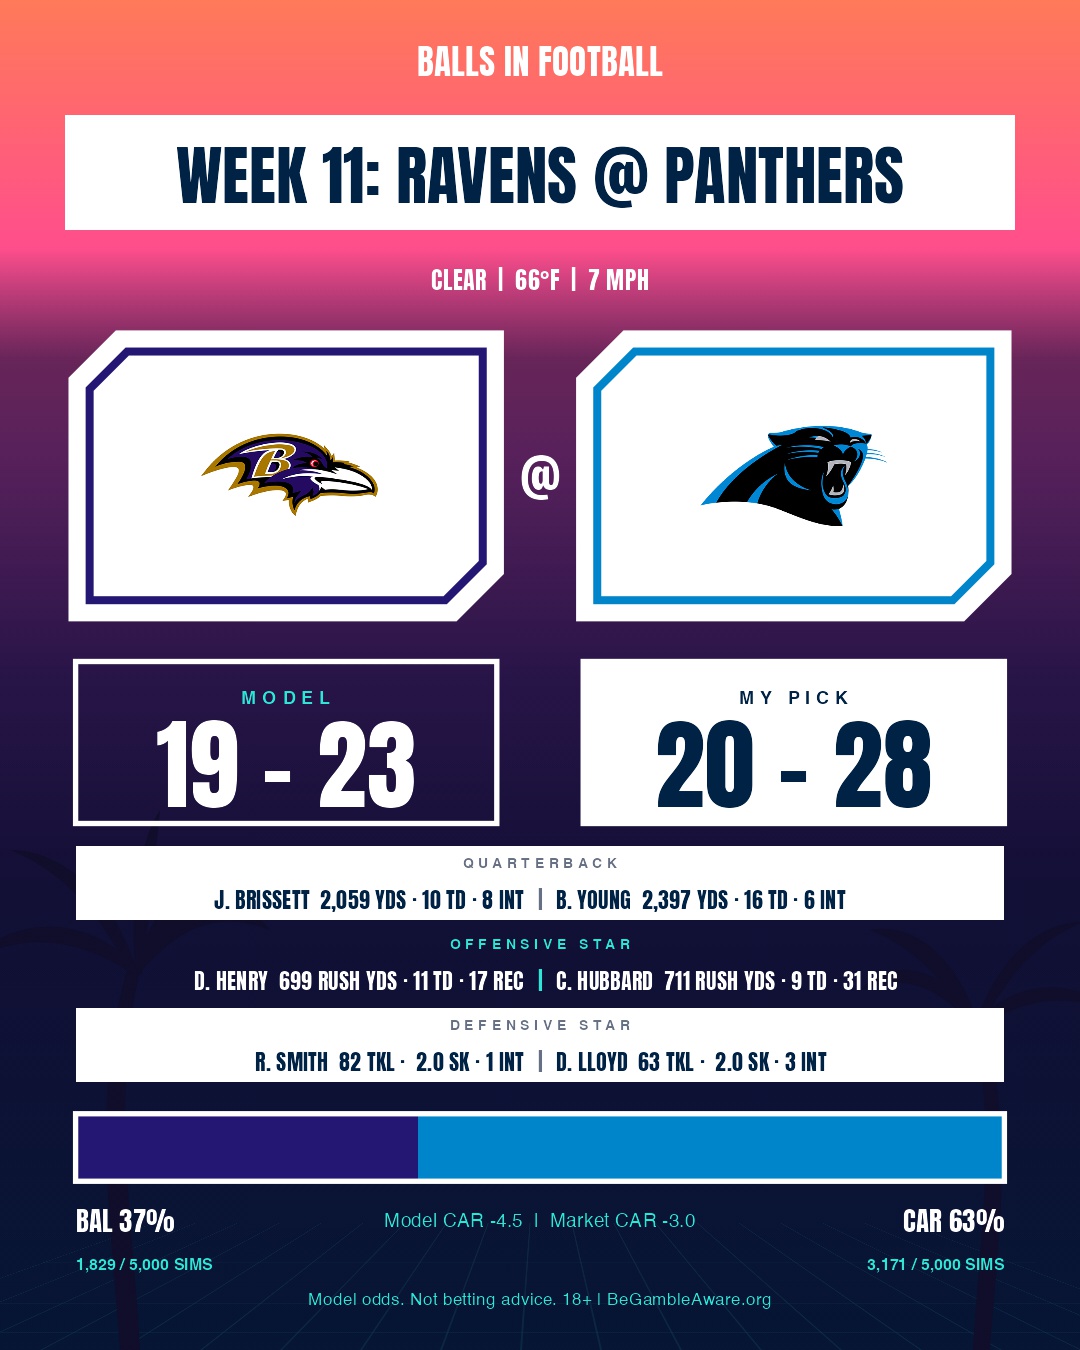 BALLS IN FOOTBALL
WEEK 11: RAVENS @ PANTHERS
CLEAR | 66°F | 7 MPH
B
@
MODEL
19 - 23
MY PICK
20 - 28
QUARTERBACK
J. BRISSETT 2,059 YDS · 10 TD · 8 INT | B. YOUNG 2,397 YDS · 16 TD · 6 INT
OFFENSIVE STAR
D. HENRY 699 RUSH YDS · 11 TD · 17 REC | C. HUBBARD 711 RUSH YDS · 9 TD · 31 REC
DEFENSIVE STAR
R. SMITH 82 TKL · 2.0 SK · 1 INT | D. LLOYD 63 TKL · 2.0 SK · 3 INT
BAL 37% Model CAR -4.5 | Market CAR -3.0 CAR 63%
1,829 / 5,000 SIMS 3,171 / 5,000 SIMS
Model odds. Not betting advice. 18+ | BeGambleAware.org